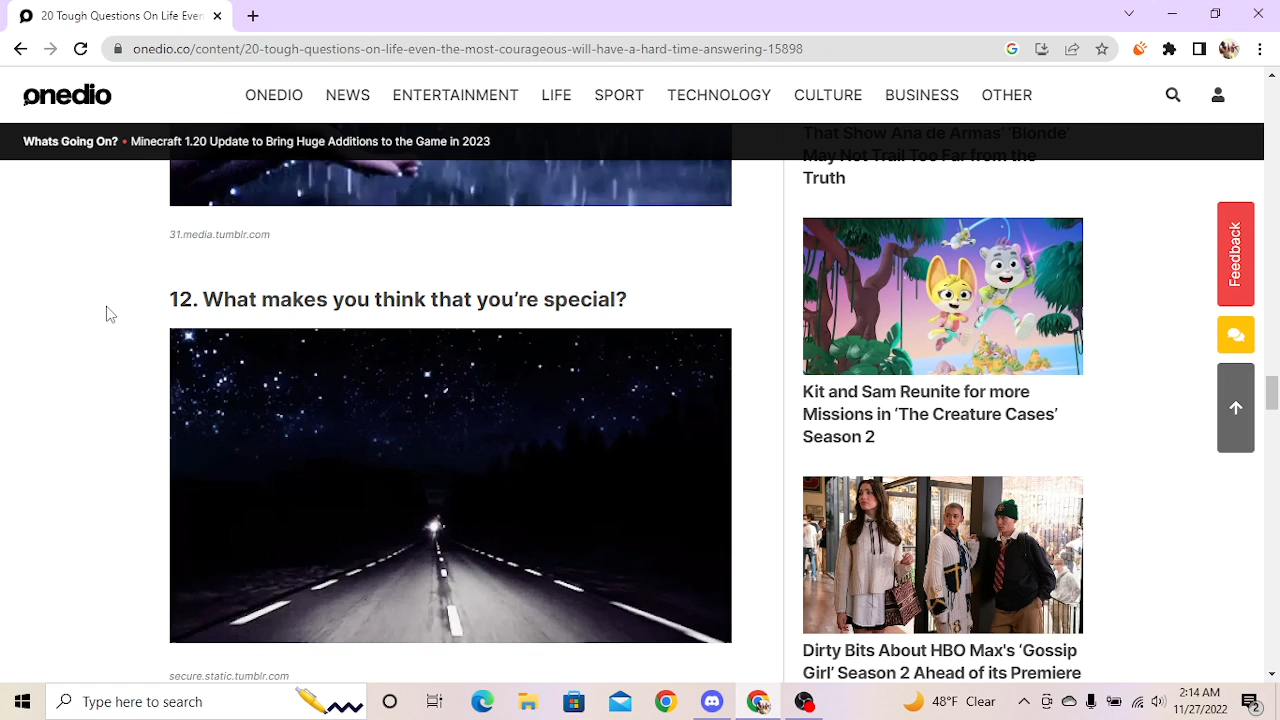 20 Tough Questions On Life Even
onedio.co/content/20-tough-questions-on-life-even-the-most-courageous-will-have-a-hard-time-answering-15898
onedio
ONEDIO NEWS ENTERTAINMENT LIFE SPORT TECHNOLOGY CULTURE BUSINESS OTHER
Whats Going On? • Minecraft 1.20 Update to Bring Huge Additions to the Game in 2023
31.media.tumblr.com
12. What makes you think that you’re special?
secure.static.tumblr.com
That Show Ana de Armas’ ‘Blonde’
May Not Trail Too Far from the
Truth
Kit and Sam Reunite for more
Missions in ‘The Creature Cases’
Season 2
Dirty Bits About HBO Max's ‘Gossip
Girl’ Season 2 Ahead of its Premiere
Feedback
Type here to search
48°F Clear
2:14 AM
11/27/2022
2